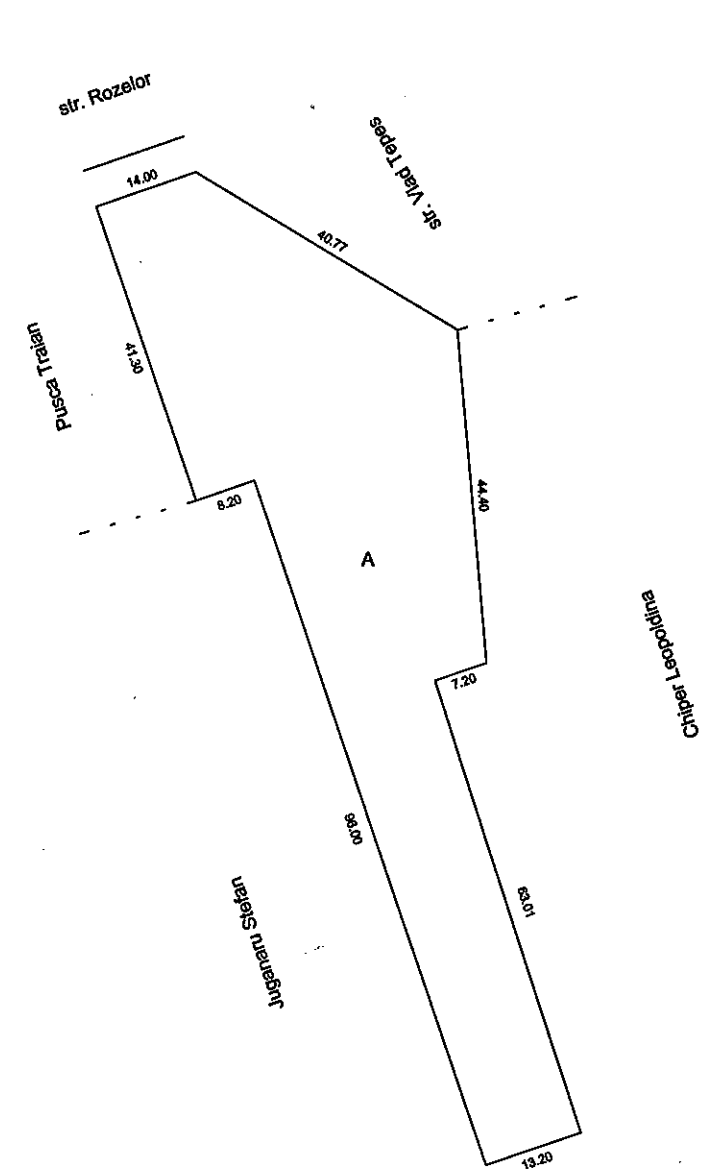 str. Rozelor
14.00
str. Vlad Tepes
40.77
Pusca Traian
41.30
8.20
44.40
A
Chiper Leopoldina
7.20
96.00
63.01
Juganaru Stefan
13.20